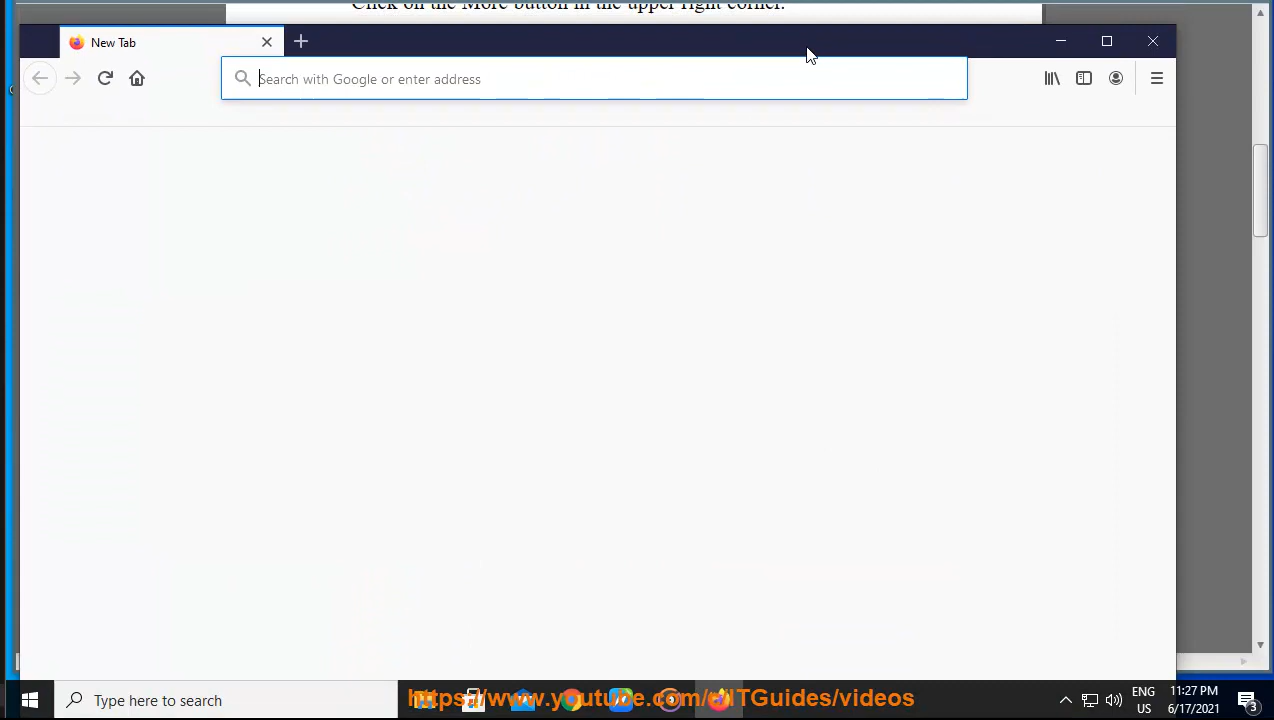 Click on the More button in the upper right corner.
New Tab
Search with Google or enter address
Type here to search
https://www.youtube.com/c/ITGuides/videos
ENG
US
11:27 PM
6/17/2021
3